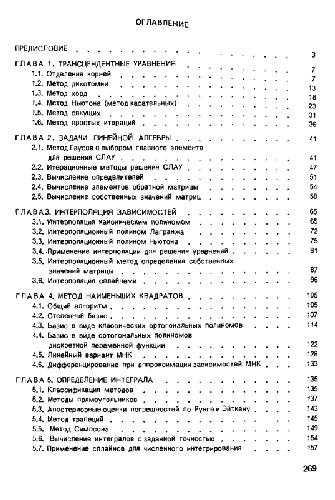 ОГЛАВЛЕНИЕ
ПРЕДИСЛОВИЕ 3
ГЛАВА 1. ТРАНСЦЕНДЕНТНЫЕ УРАВНЕНИЯ 7
1.1. Отделение корней 7
1.2. Метод дихотомии 13
1.3. Метод хорд 18
1.4. Метод Ньютона (метод касательных) 23
1.5. Метод секущих 31
1.6. Метод простых итераций 36
ГЛАВА 2. ЗАДАЧИ ЛИНЕЙНОЙ АЛГЕБРЫ 41
2.1. Метод Гаусса с выбором главного элемента
для решения СЛАУ 41
2.2. Итерационные методы решения СЛАУ 47
2.3. Вычисление определителей 51
2.4. Вычисление элементов обратной матрицы 54
2.5. Вычисление собственных значений матриц 58
ГЛАВА 3. ИНТЕРПОЛЯЦИЯ ЗАВИСИМОСТЕЙ 65
3.1. Интерполяция каноническим полиномом 65
3.2. Интерполяционный полином Лагранжа 72
3.3. Интерполяционный полином Ньютона 75
3.4. Применение интерполяции для решения уравнений 81
3.5. Интерполяционный метод определения собственных
значений матрицы 87
3.6. Интерполяция сплайнами 96
ГЛАВА 4. МЕТОД НАИМЕНЬШИХ КВАДРАТОВ 105
4.1. Общий алгоритм 105
4.2. Степенной базис 107
4.3. Базис в виде классических ортогональных полиномов 114
4.4. Базис в виде ортогональных полиномов
дискретной переменной функции 122
4.5. Линейный вариант МНК 128
4.6. Дифференцирование при аппроксимации зависимостей МНК 133
ГЛАВА 5. ОПРЕДЕЛЕНИЕ ИНТЕГРАЛА 135
5.1. Классификация методов 135
5.2. Методы прямоугольников 137
5.3. Апостериорные оценки погрешностей по Рунге и Эйткену 143
5.4. Метод трапеций 145
5.5. Метод Симпсона 149
5.6. Вычисление интегралов с заданной точностью 154
5.7. Применение сплайнов для численного интегрирования 157
269